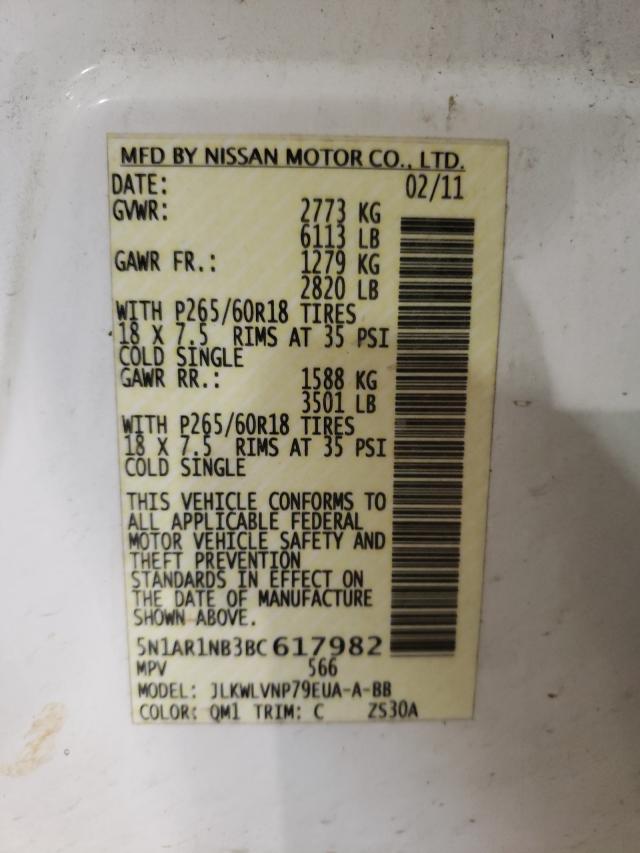 MFD BY NISSAN MOTOR CO., LTD.
DATE: 02/11
GVWR: 2773 KG
6113 LB
GAWR FR.: 1279 KG
2820 LB
WITH P265/60R18 TIRES
18 X 7.5 RIMS AT 35 PSI
COLD SINGLE
GAWR RR.: 1588 KG
3501 LB
WITH P265/60R18 TIRES
18 X 7.5 RIMS AT 35 PSI
COLD SINGLE
THIS VEHICLE CONFORMS TO
ALL APPLICABLE FEDERAL
MOTOR VEHICLE SAFETY AND
THEFT PREVENTION
STANDARDS IN EFFECT ON
THE DATE OF MANUFACTURE
SHOWN ABOVE.
5N1AR1NB3BC617982
MPV 566
MODEL: JLKWLVNP79EUA-A-BB
COLOR: QM1 TRIM: C ZS30A